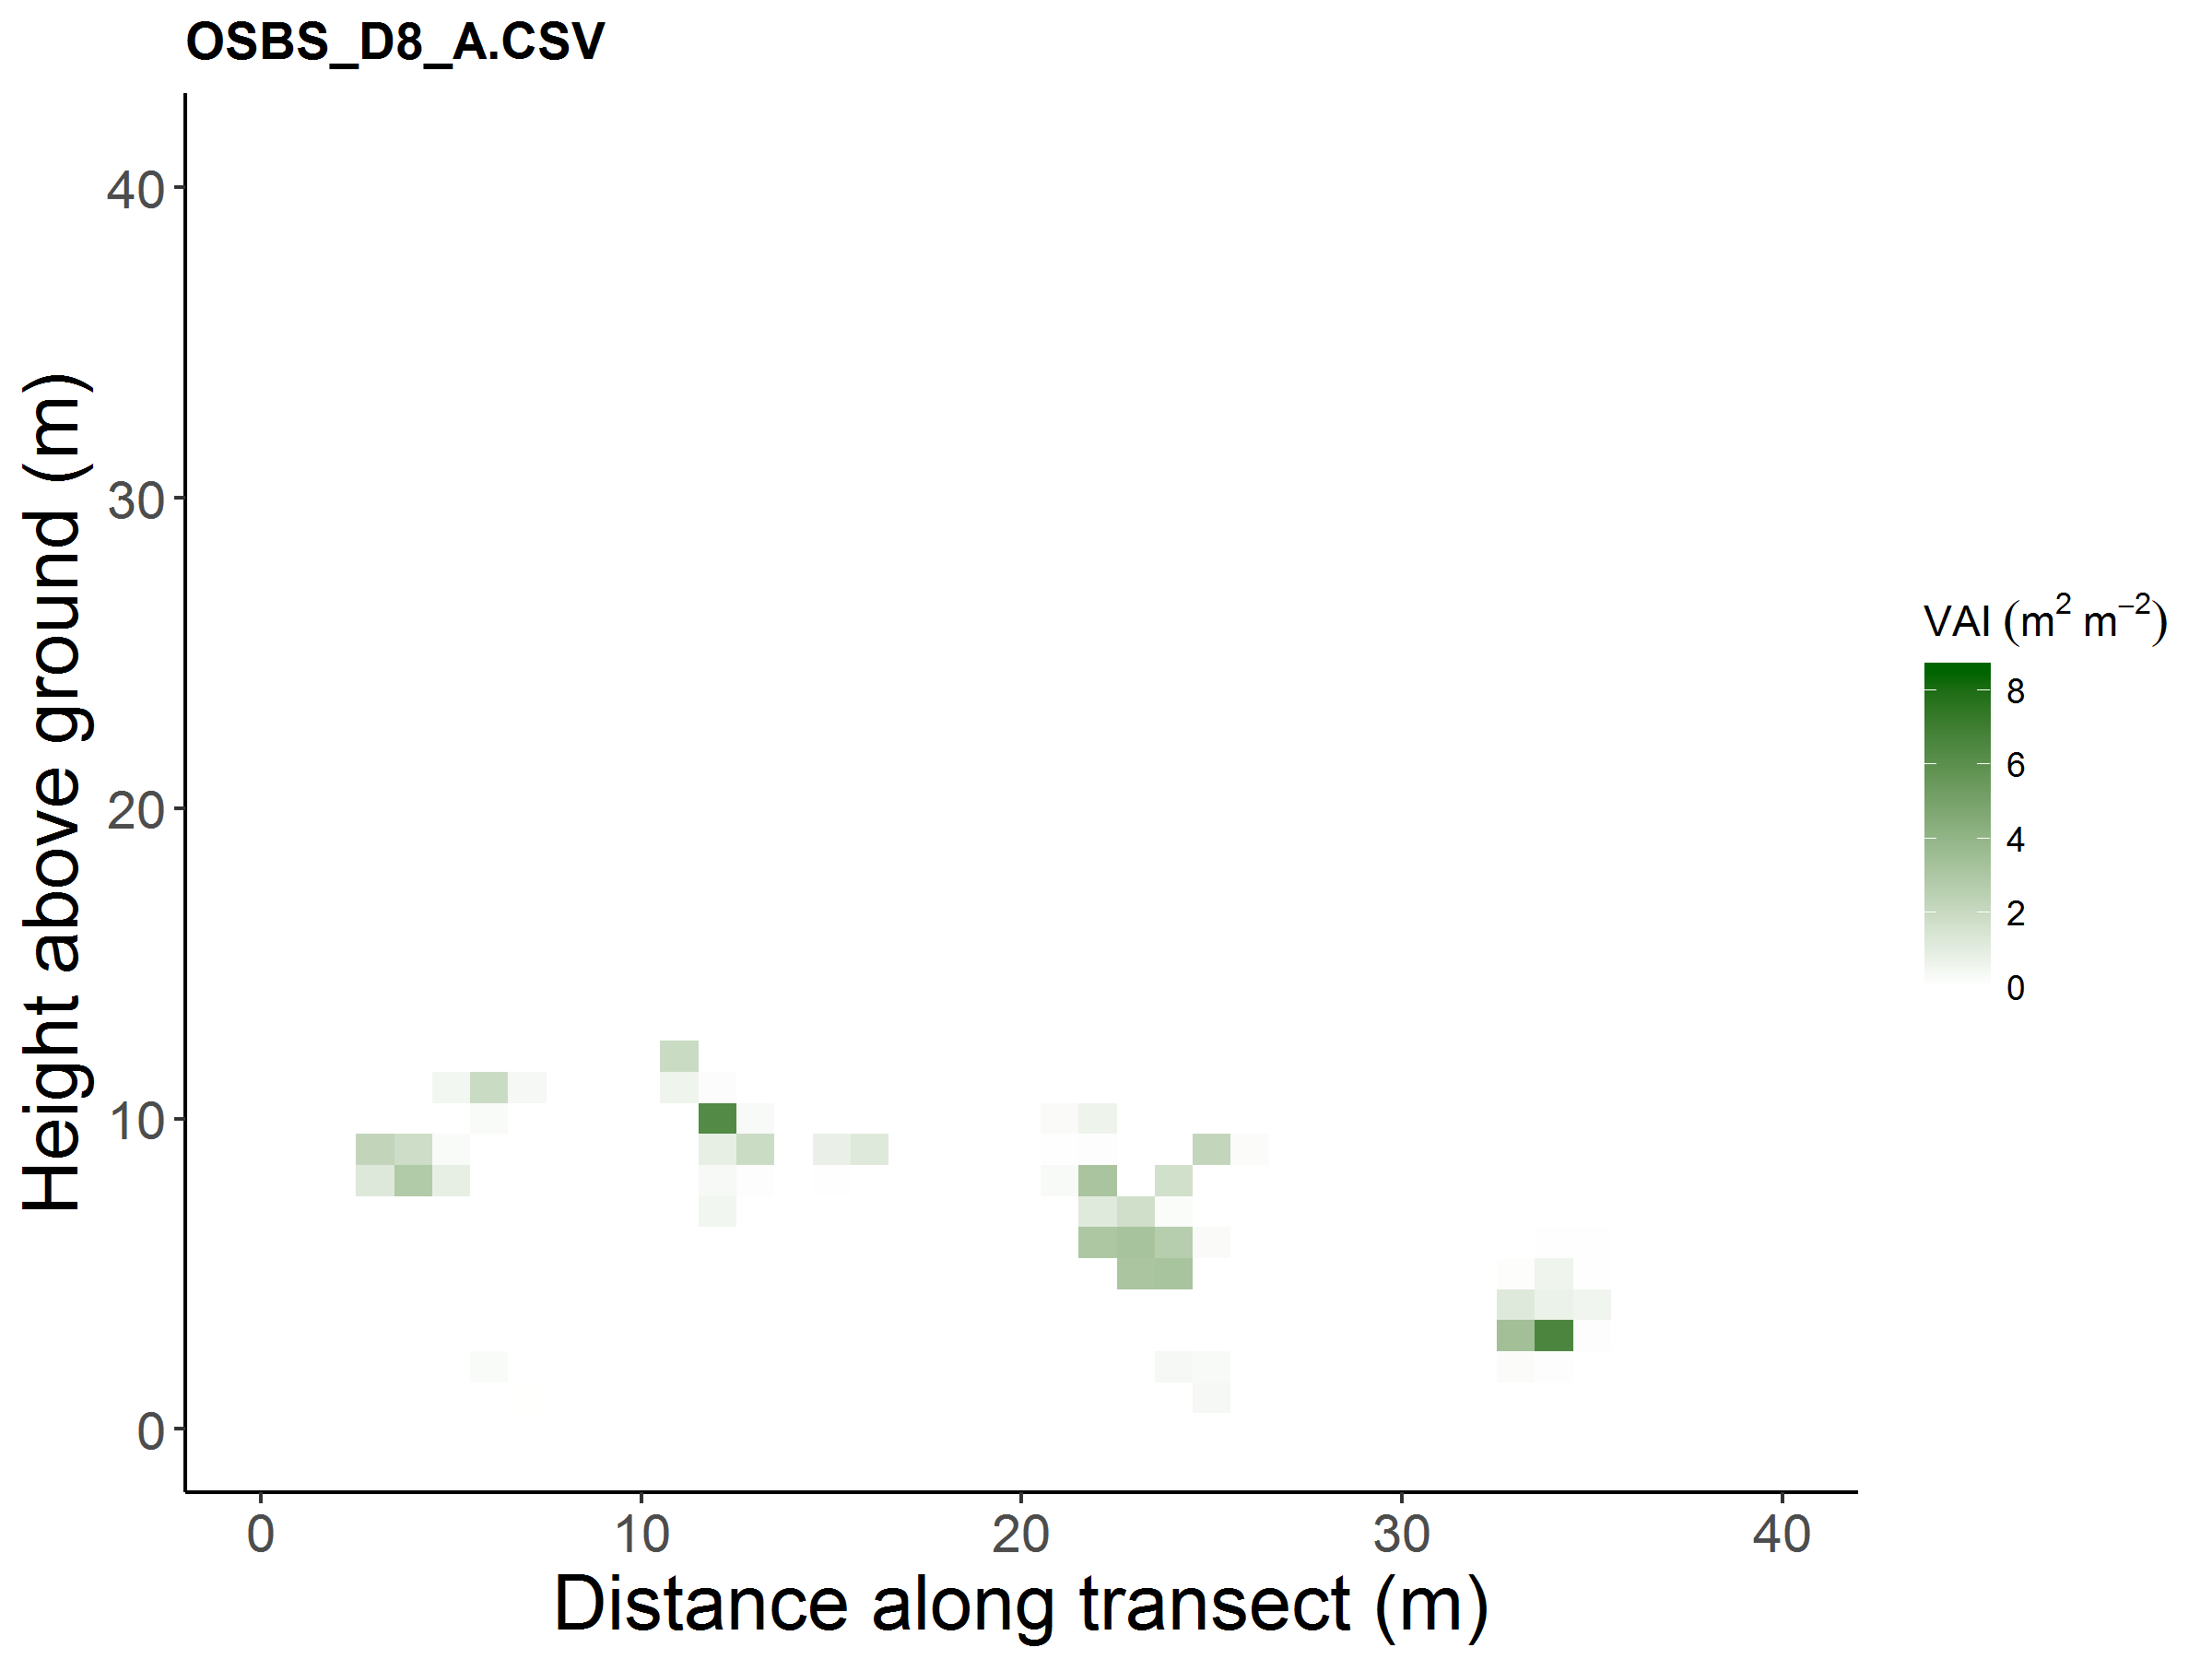 OSBS_D8_A.CSV
Height above ground (m)
40
30
20
10
0
0 10 20 30 40
Distance along transect (m)
VAI (m² m⁻²)
8
6
4
2
0